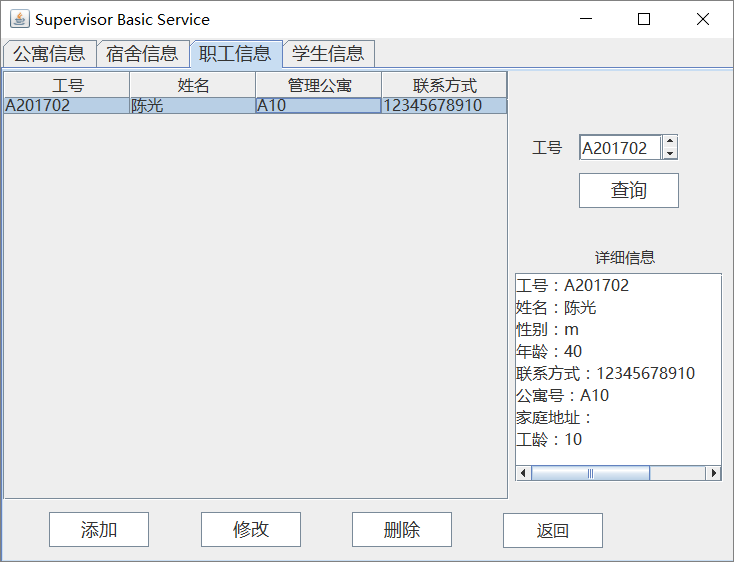 Supervisor Basic Service
公寓信息 宿舍信息 职工信息 学生信息
工号 姓名 管理公寓 联系方式
A201702 陈光 A10 12345678910
工号 A201702
查询
详细信息
工号：A201702
姓名：陈光
性别：m
年龄：40
联系方式：12345678910
公寓号：A10
家庭地址：
工龄：10
添加 修改 删除 返回